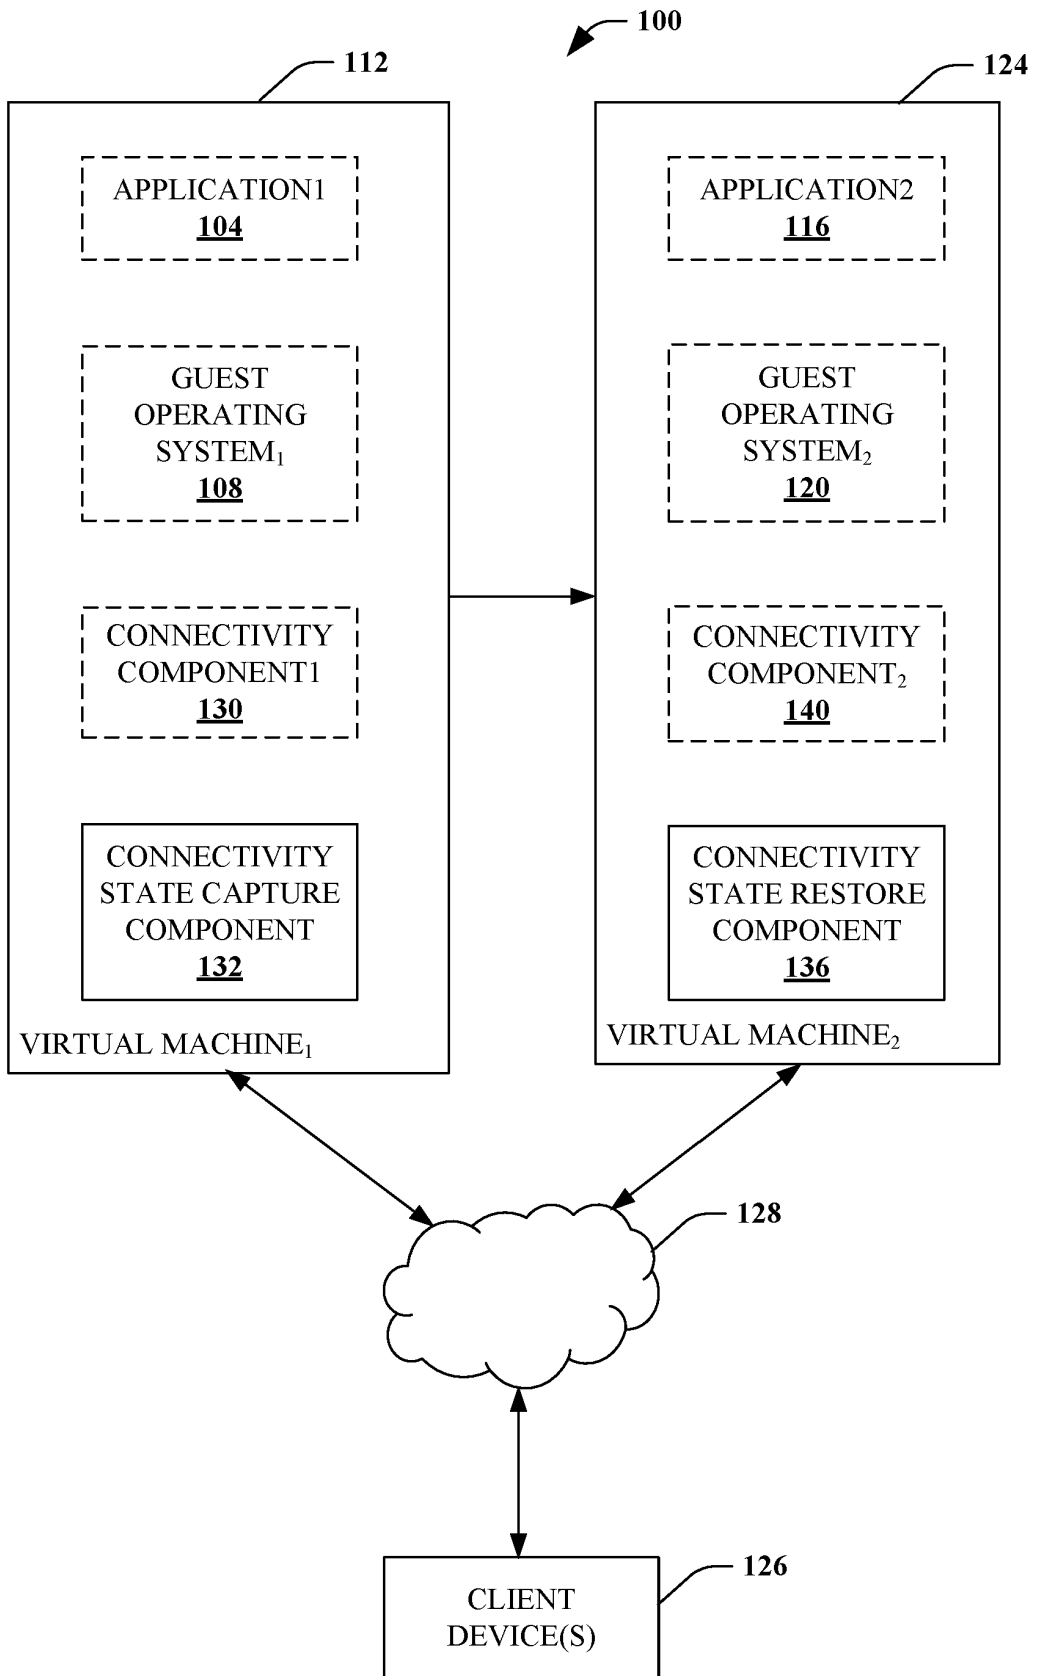 100
112
124
APPLICATION1
104
APPLICATION2
116
GUEST
OPERATING
SYSTEM₁
108
GUEST
OPERATING
SYSTEM₂
120
CONNECTIVITY
COMPONENT1
130
CONNECTIVITY
COMPONENT₂
140
CONNECTIVITY
STATE CAPTURE
COMPONENT
132
CONNECTIVITY
STATE RESTORE
COMPONENT
136
VIRTUAL MACHINE₁
VIRTUAL MACHINE₂
128
126
CLIENT
DEVICE(S)